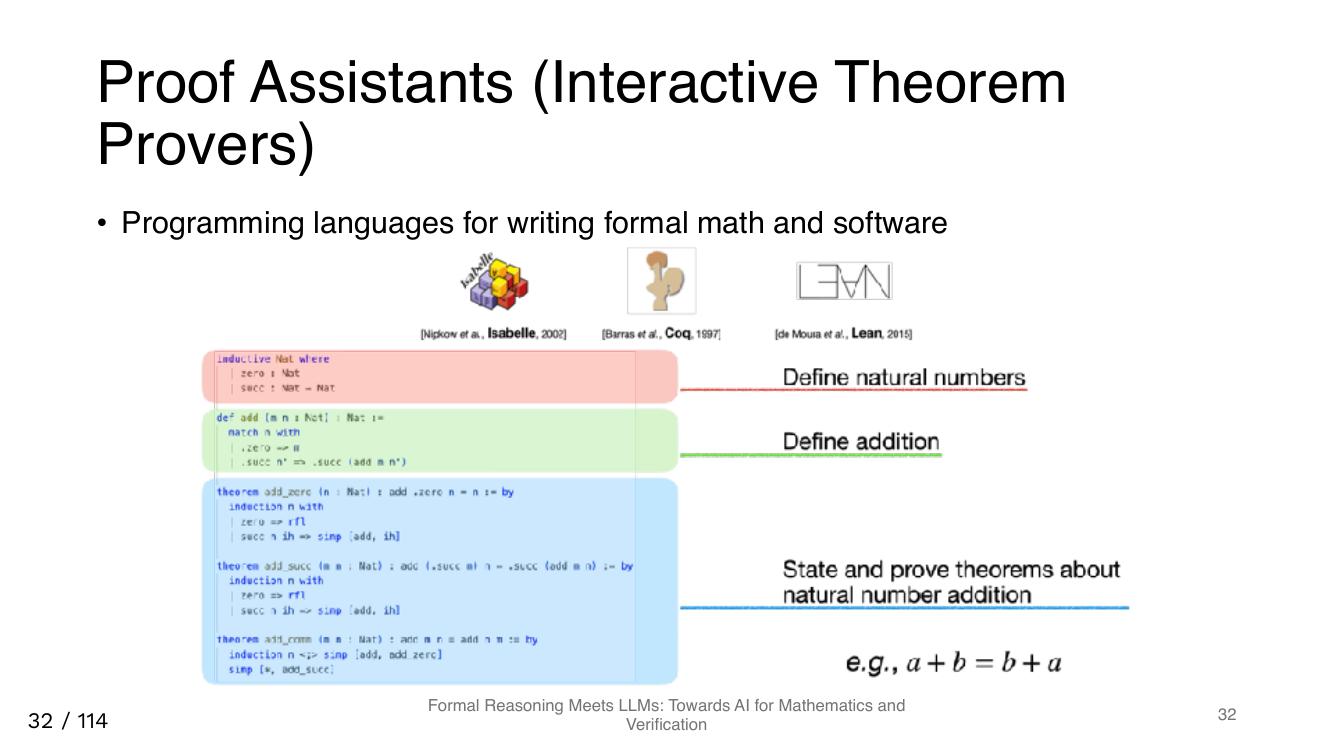 Proof Assistants (Interactive Theorem
Provers)
• Programming languages for writing formal math and software
Isabelle
LEAN
[Nipkow et al., Isabelle, 2002] [Barras et al., Coq, 1997] [de Moura et al., Lean, 2015]
inductive Nat where
| zero : Nat
| succ : Nat → Nat
Define natural numbers
def add (m n : Nat) : Nat :=
match n with
| .zero => m
| .succ n' => .succ (add m n')
Define addition
theorem add_zero (n : Nat) : add .zero n = n := by
induction n with
| zero => rfl
| succ n ih => simp [add, ih]
theorem add_succ (m n : Nat) : add (.succ m) n = .succ (add m n) := by
induction n with
| zero => rfl
| succ n ih => simp [add, ih]
theorem add_comm (m n : Nat) : add m n = add n m := by
induction n <;> simp [add, add_zero]
simp [*, add_succ]
State and prove theorems about
natural number addition
e.g., a + b = b + a
32 / 114
Formal Reasoning Meets LLMs: Towards AI for Mathematics and
Verification
32